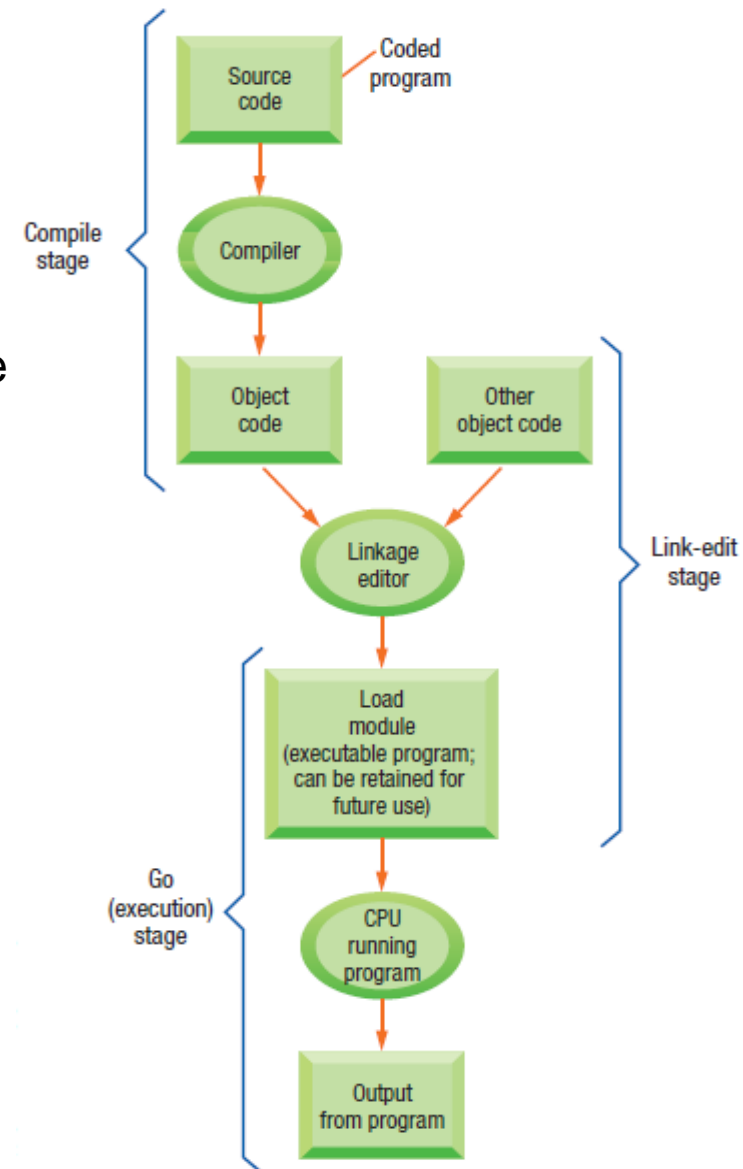 Coded
program
Source
code
Compile
stage
Compiler
e
Object
code
Other
object code
Linkage
editor
Link-edit
stage
Load
module
(executable program;
can be retained for
future use)
Go
(execution)
stage
CPU
running
program
Output
from program